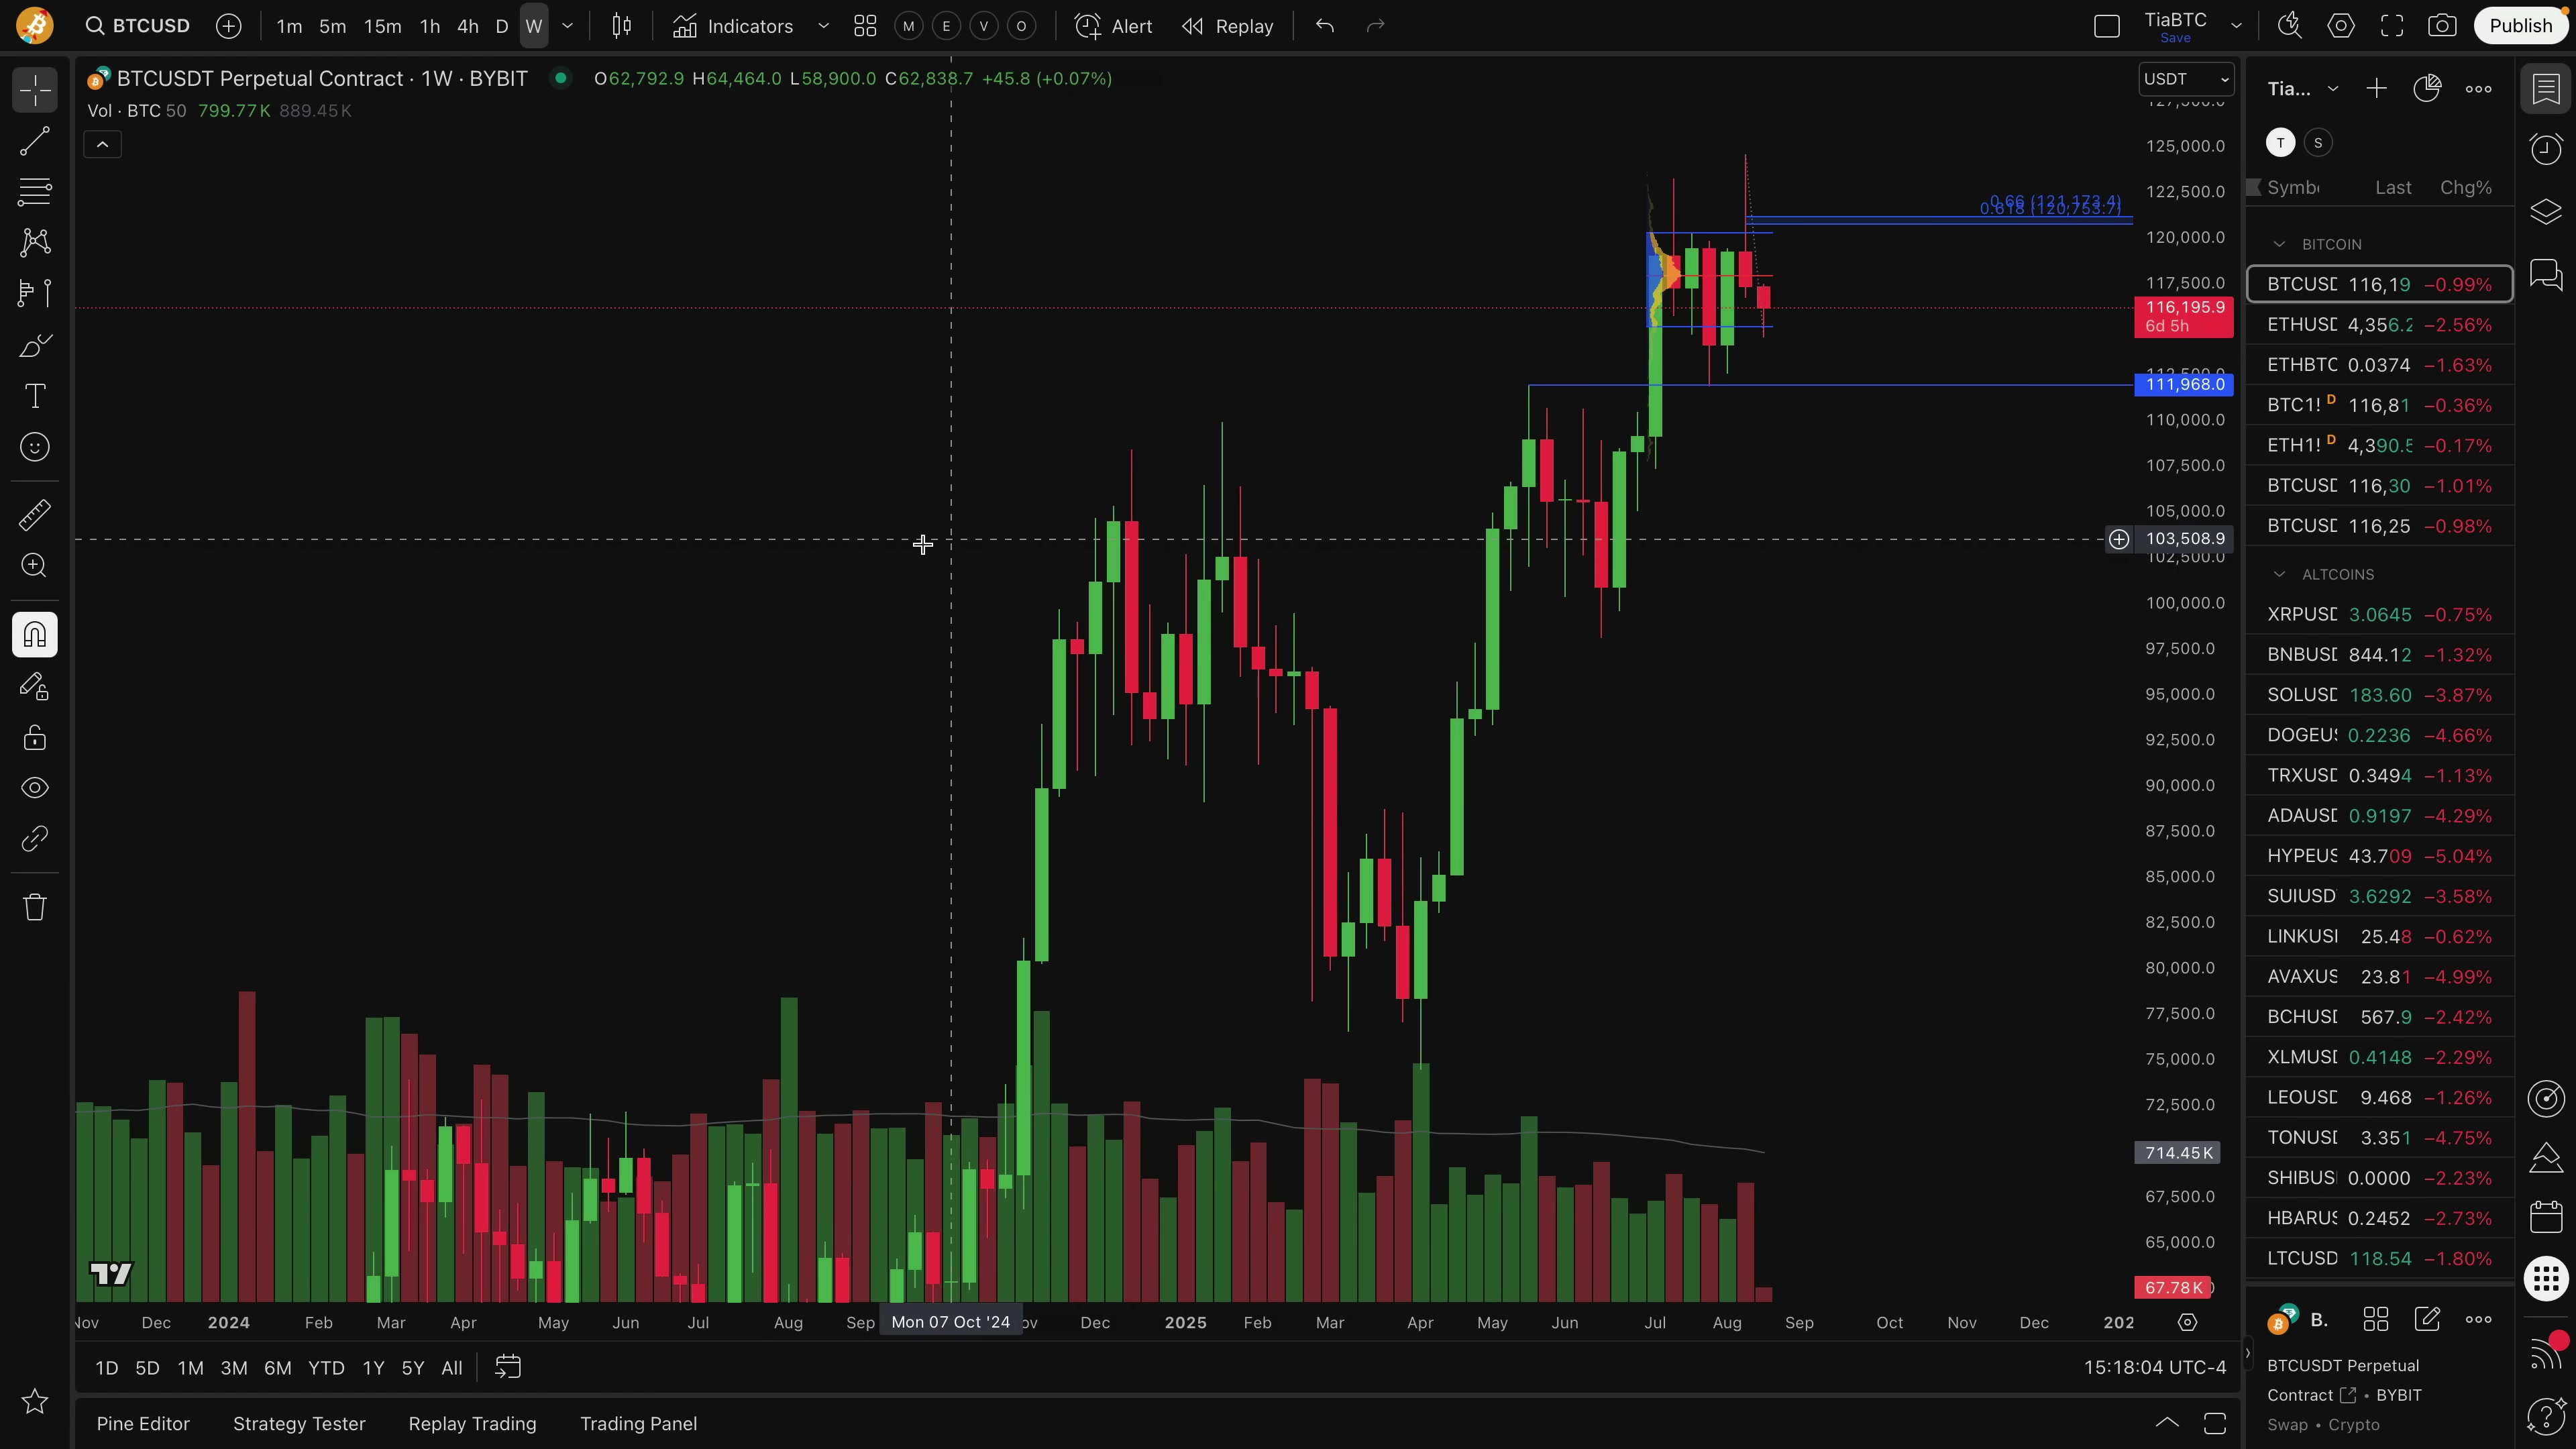 BTCUSD 1m 5m 15m 1h 4h D W Indicators M E V O Alert Replay TiaBTC Save Publish
BTCUSDT Perpetual Contract · 1W · BYBIT O62,792.9 H64,464.0 L58,900.0 C62,838.7 +45.8 (+0.07%)
Vol · BTC 50 799.77K 889.45K
USDT
127,500.0
125,000.0
122,500.0
0.66 (121,173.4)
0.618 (120,753.7)
120,000.0
117,500.0
116,195.9
6d 5h
112,500.0
111,968.0
110,000.0
107,500.0
105,000.0
103,508.9
102,500.0
100,000.0
97,500.0
95,000.0
92,500.0
90,000.0
87,500.0
85,000.0
82,500.0
80,000.0
77,500.0
75,000.0
72,500.0
714.45K
67,500.0
65,000.0
67.78K
Nov Dec 2024 Feb Mar Apr May Jun Jul Aug Sep Mon 07 Oct '24 ov Dec 2025 Feb Mar Apr May Jun Jul Aug Sep Oct Nov Dec 202
1D 5D 1M 3M 6M YTD 1Y 5Y All 15:18:04 UTC-4
Pine Editor Strategy Tester Replay Trading Trading Panel
Tia...
T S
Symb Last Chg%
BITCOIN
BTCUSD 116,19 −0.99%
ETHUSD 4,356.2 −2.56%
ETHBTC 0.0374 −1.63%
BTC1! D 116,81 −0.36%
ETH1! D 4,390.5 −0.17%
BTCUSD 116,30 −1.01%
BTCUSD 116,25 −0.98%
ALTCOINS
XRPUSD 3.0645 −0.75%
BNBUSD 844.12 −1.32%
SOLUSD 183.60 −3.87%
DOGEUS 0.2236 −4.66%
TRXUSD 0.3494 −1.13%
ADAUSD 0.9197 −4.29%
HYPEUS 43.709 −5.04%
SUIUSD 3.6292 −3.58%
LINKUSD 25.48 −0.62%
AVAXUS 23.81 −4.99%
BCHUSD 567.9 −2.42%
XLMUSD 0.4148 −2.29%
LEOUSD 9.468 −1.26%
TONUSD 3.351 −4.75%
SHIBUS 0.0000 −2.23%
HBARUS 0.2452 −2.73%
LTCUSD 118.54 −1.80%
B.
BTCUSDT Perpetual
Contract • BYBIT
Swap • Crypto